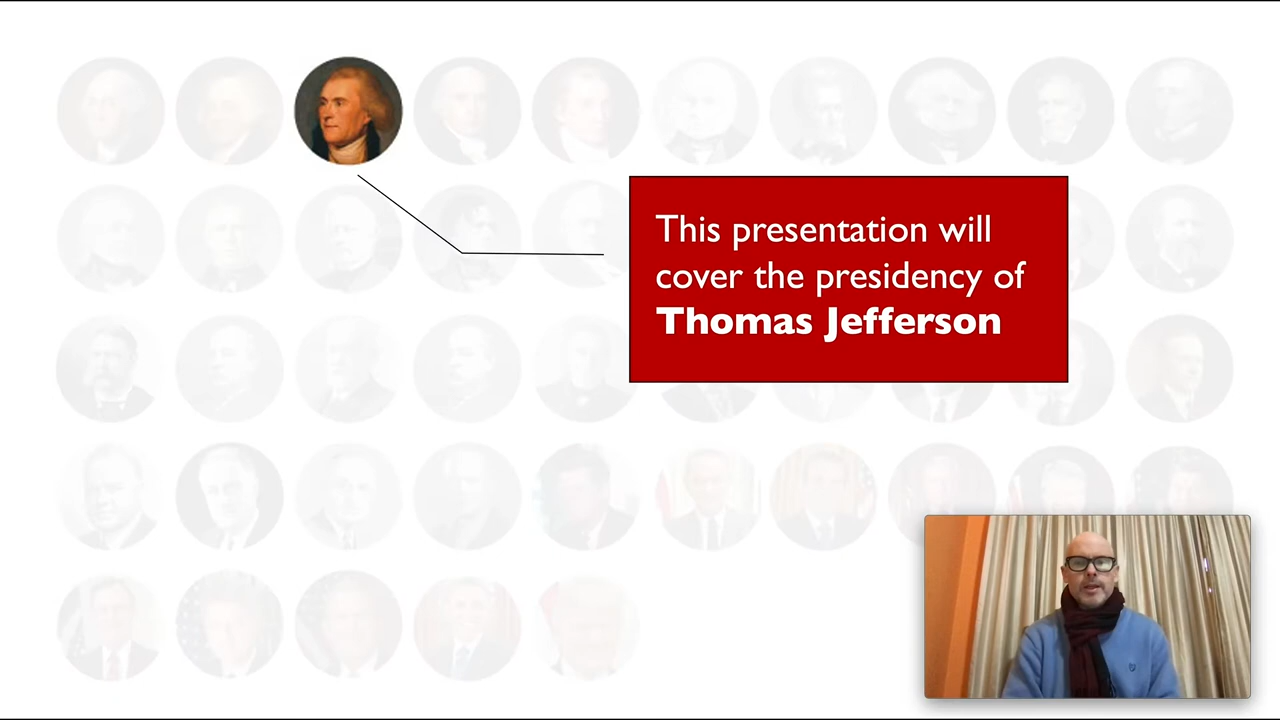 This presentation will
cover the presidency of
Thomas Jefferson